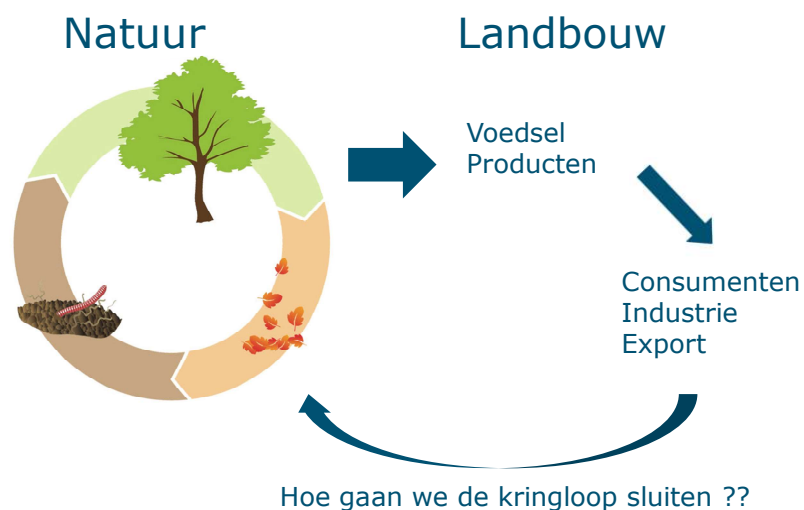 Natuur
Landbouw
Voedsel
Producten
Consumenten
Industrie
Export
Hoe gaan we de kringloop sluiten ??